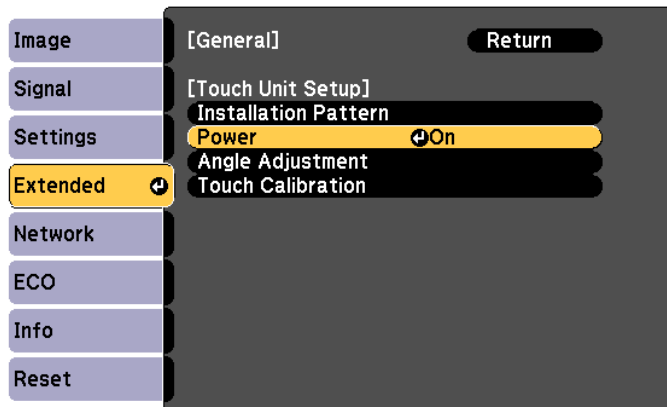 Image
Signal
Settings
Extended
Network
ECO
Info
Reset
[General] Return
[Touch Unit Setup]
Installation Pattern
Power On
Angle Adjustment
Touch Calibration